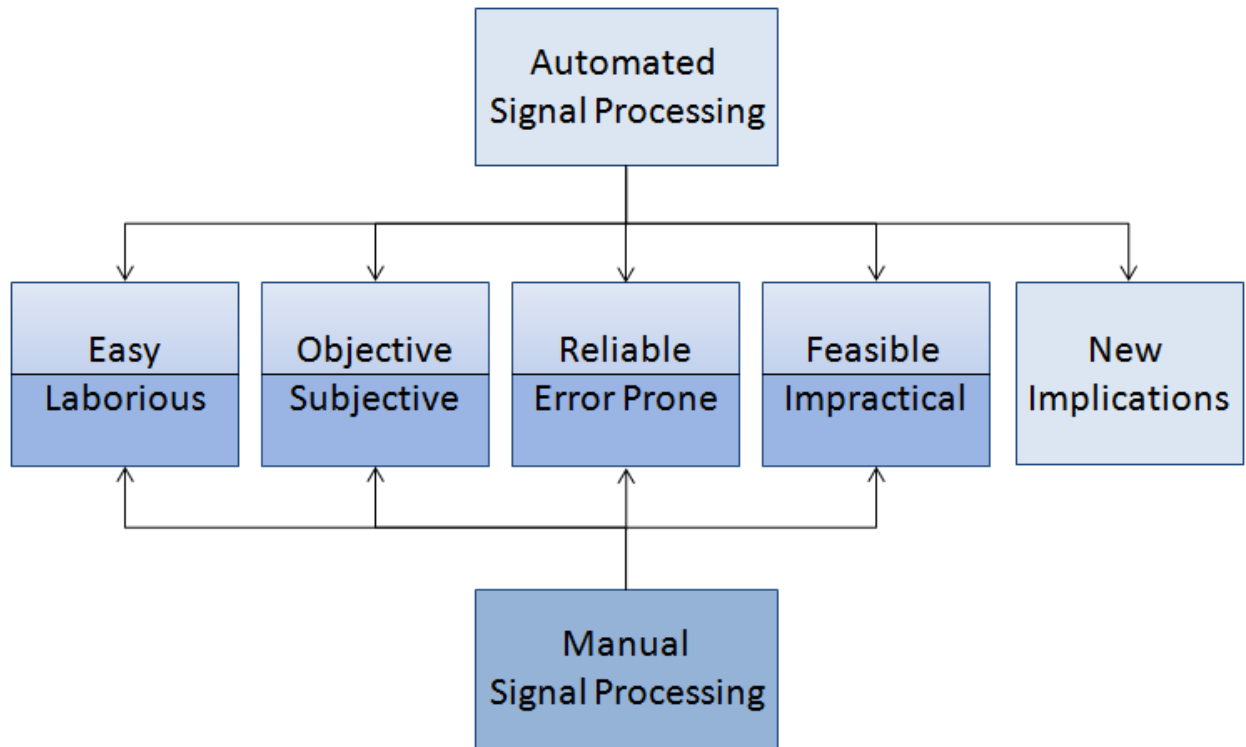 Automated
Signal Processing
Easy
Laborious
Objective
Subjective
Reliable
Error Prone
Feasible
Impractical
New
Implications
Manual
Signal Processing